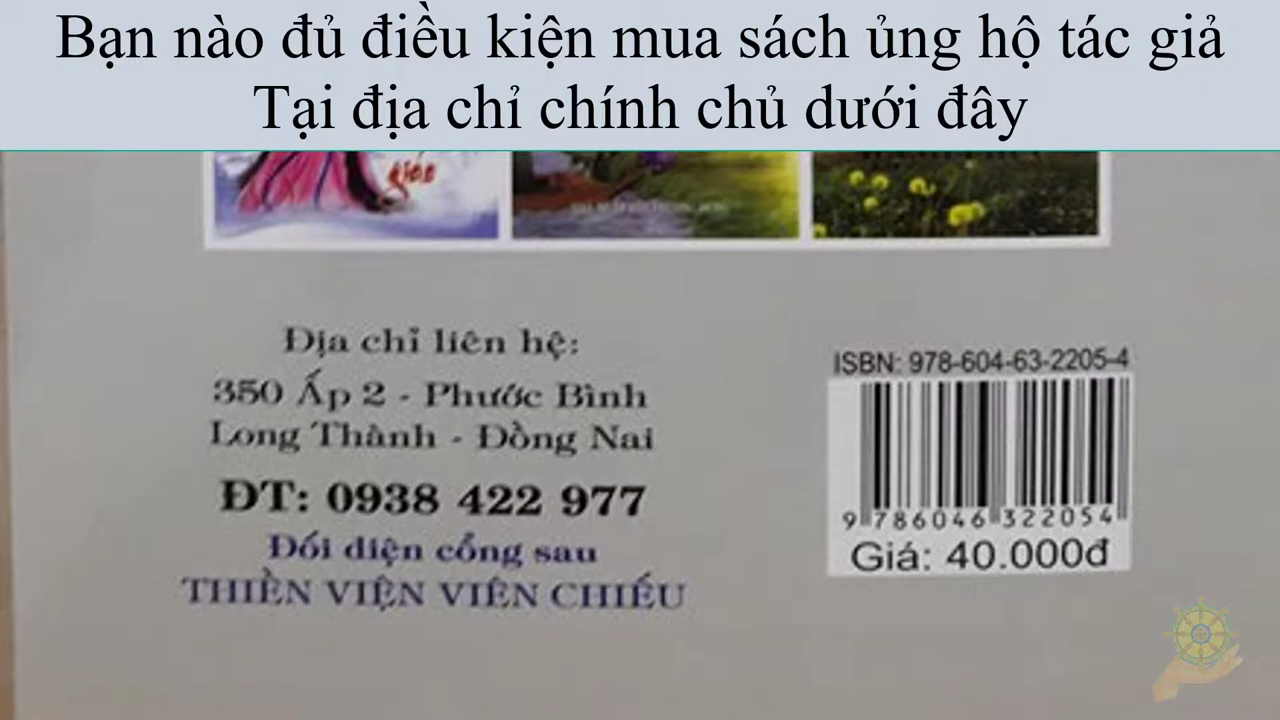 Bạn nào đủ điều kiện mua sách ủng hộ tác giả
Tại địa chỉ chính chủ dưới đây
giác
Địa chỉ liên hệ:
350 Ấp 2 - Phước Bình
Long Thành - Đồng Nai
ĐT: 0938 422 977
Đối diện cổng sau
THIỀN VIỆN VIÊN CHIẾU
ISBN: 978-604-63-2205-4
9 786046 322054
Giá: 40.000đ